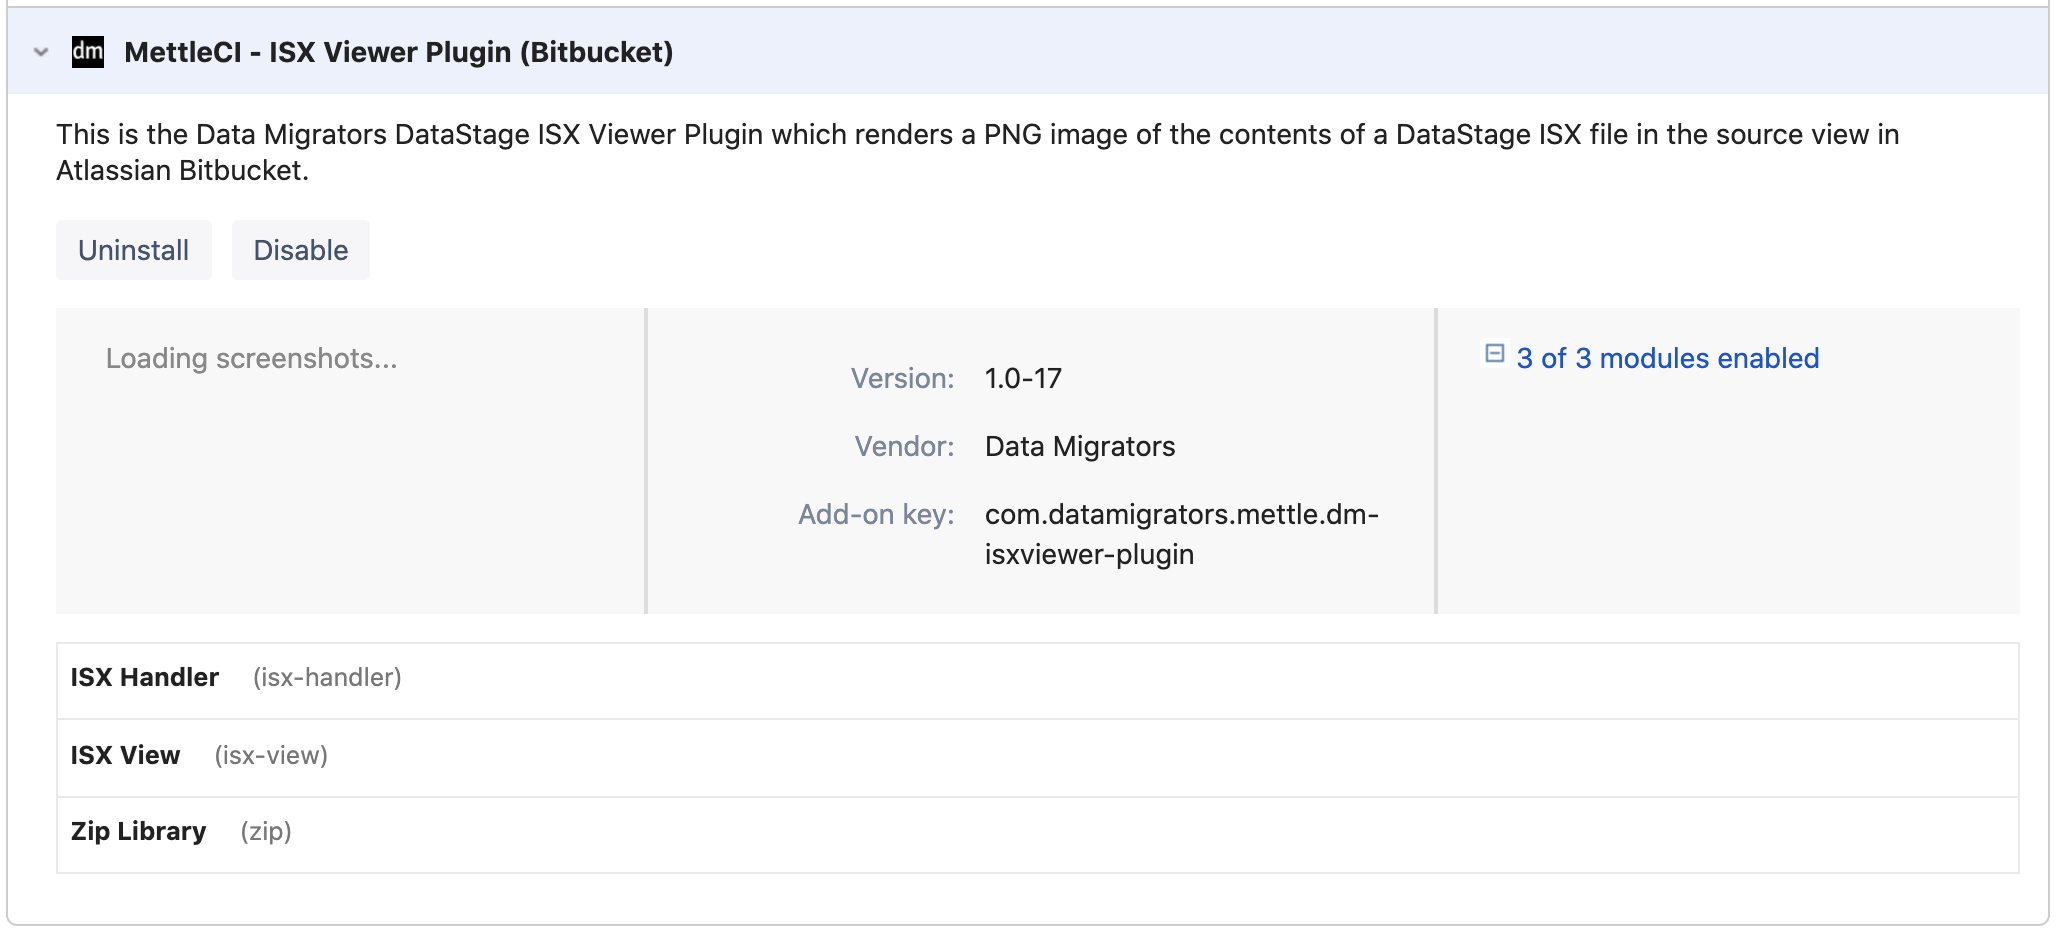 dm MettleCI - ISX Viewer Plugin (Bitbucket)
This is the Data Migrators DataStage ISX Viewer Plugin which renders a PNG image of the contents of a DataStage ISX file in the source view in
Atlassian Bitbucket.
Uninstall Disable
Loading screenshots...
Version: 1.0-17
Vendor: Data Migrators
Add-on key: com.datamigrators.mettle.dm-
isxviewer-plugin
3 of 3 modules enabled
ISX Handler (isx-handler)
ISX View (isx-view)
Zip Library (zip)